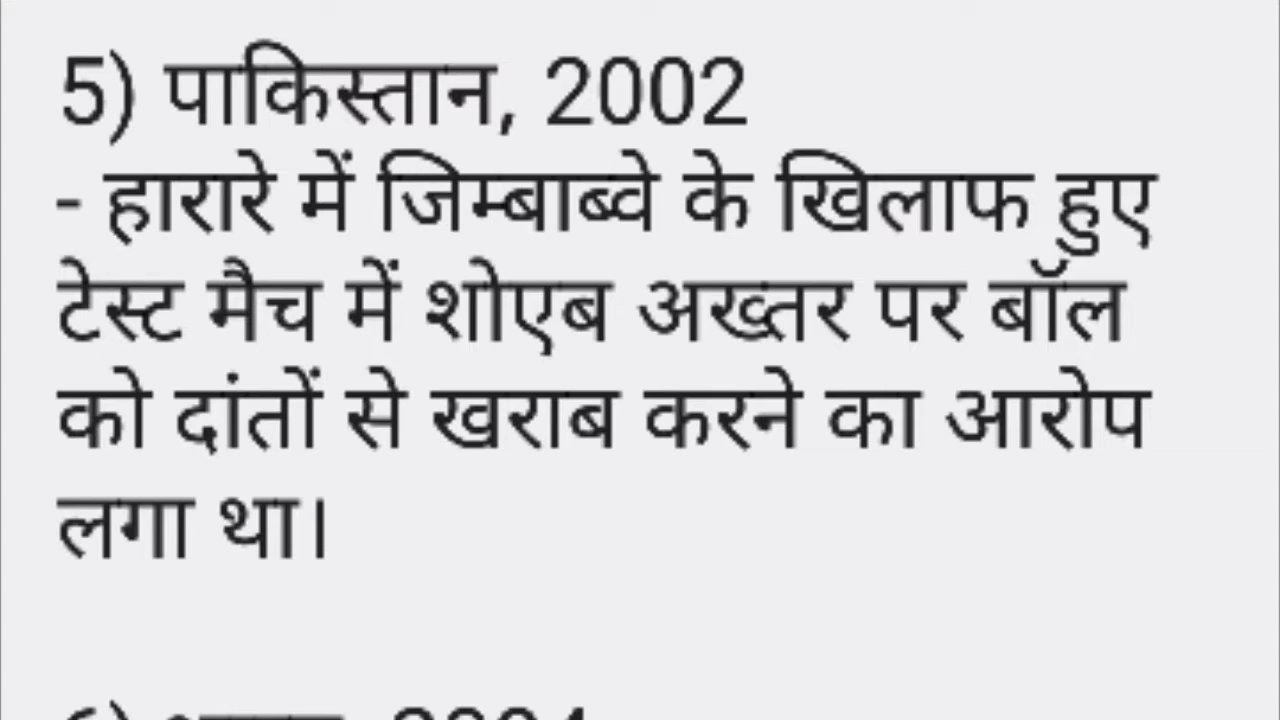 5) पाकिस्तान, 2002
- हारारे में जिम्बाब्वे के खिलाफ हुए
टेस्ट मैच में शोएब अख्तर पर बॉल
को दांतों से खराब करने का आरोप
लगा था।